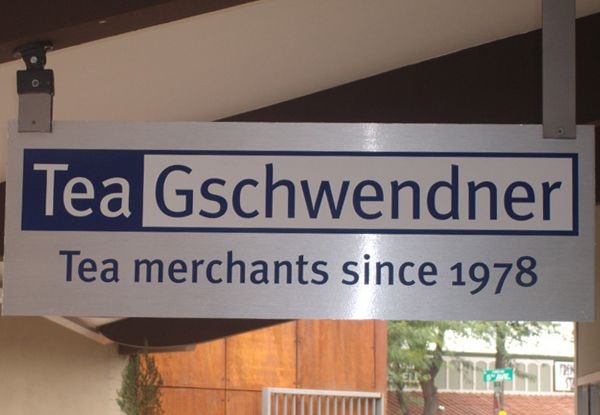 Tea Gschwendner
Tea merchants since 1978